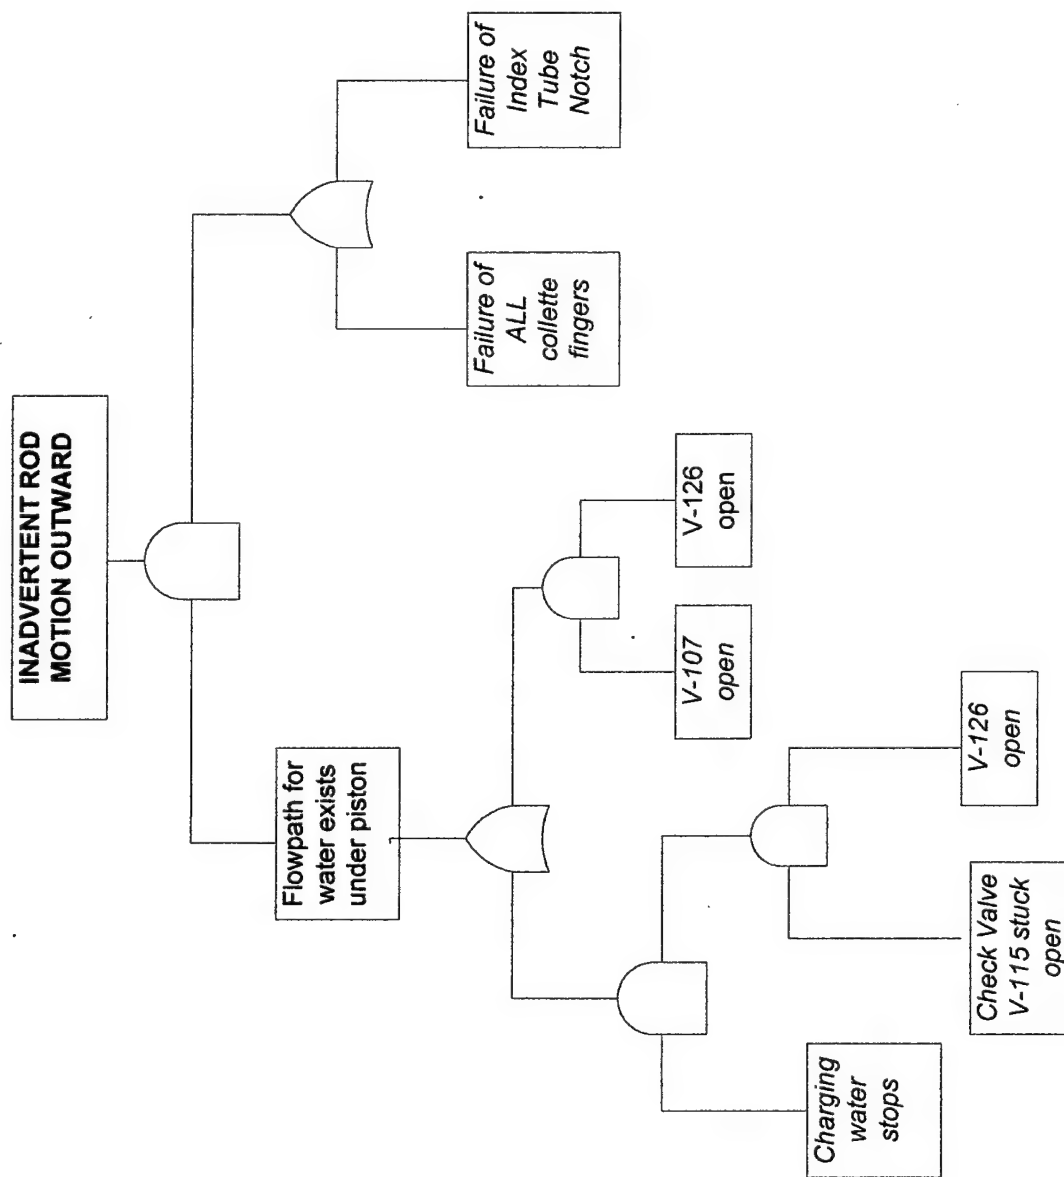 INADVERTENT ROD
MOTION OUTWARD
Flowpath for
water exists
under piston
Failure of
ALL
collette
fingers
Failure of
Index
Tube
Notch
V-107
open
V-126
open
Charging
water
stops
Check Valve
V-115 stuck
open
V-126
open